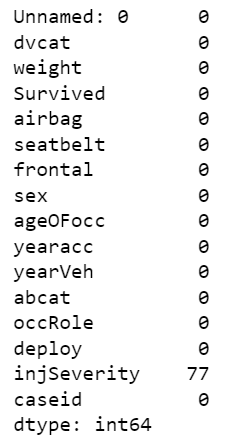 Unnamed: 0      0
dvcat           0
weight          0
Survived        0
airbag          0
seatbelt        0
frontal         0
sex             0
ageOFocc        0
yearacc         0
yearVeh         0
abcat           0
occRole         0
deploy          0
injSeverity    77
caseid          0
dtype: int64